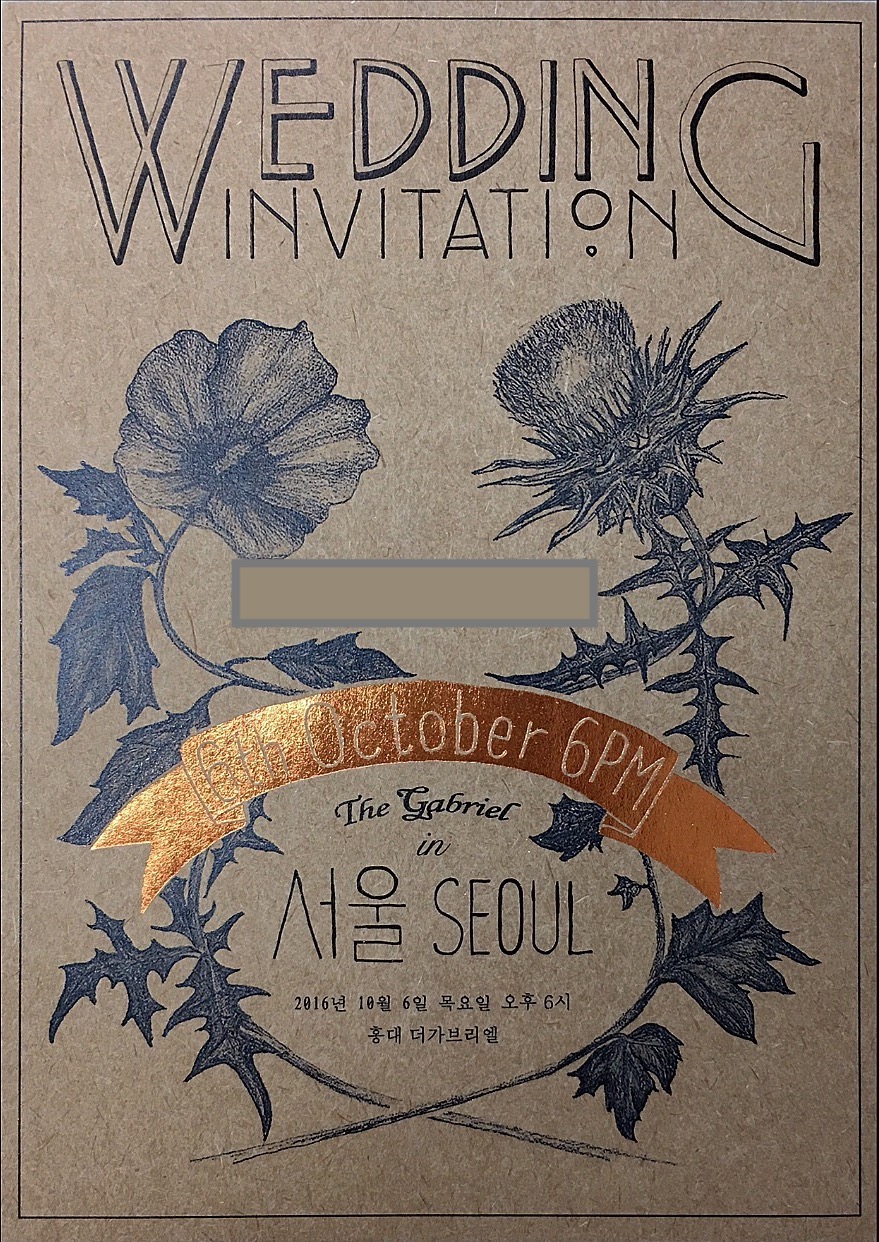 WEDDING
INVITATION
6th October 6PM
The Gabriel
in
서울 SEOUL
2016년 10월 6일 목요일 오후 6시
홍대 더가브리엘